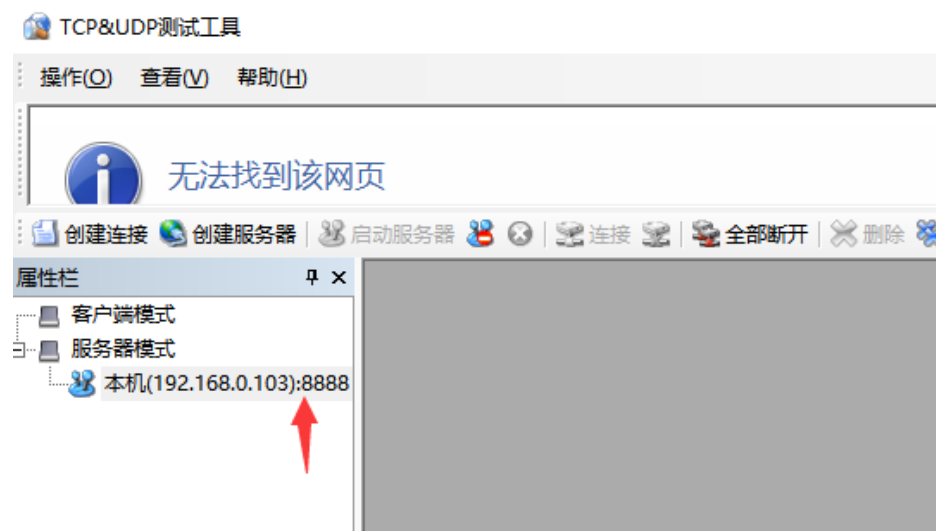 TCP&UDP测试工具
操作(O) 查看(V) 帮助(H)
无法找到该网页
创建连接 创建服务器 启动服务器 连接 全部断开 删除
属性栏
客户端模式
服务器模式
本机(192.168.0.103):8888